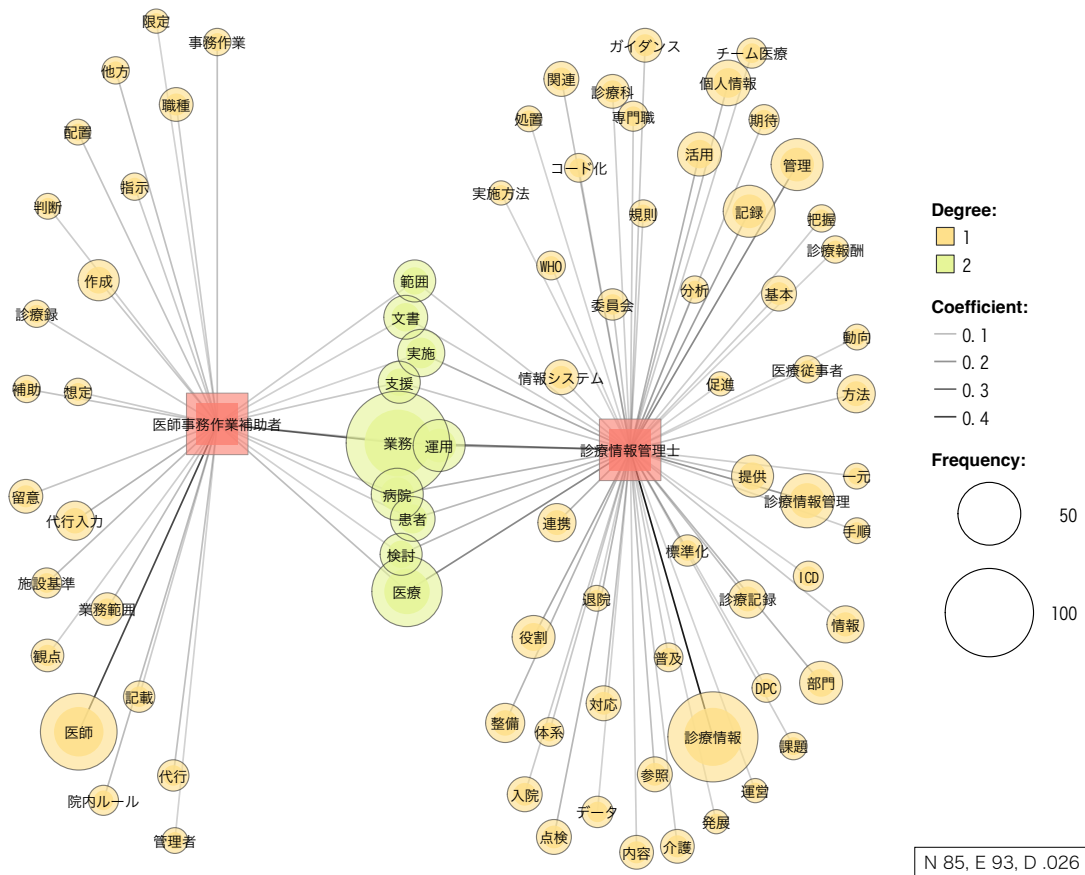 限定
事務作業
他方
職種
配置
指示
判断
作成
診療録
補助
想定
医師事務作業補助者
留意
代行入力
施設基準
業務範囲
観点
記載
医師
代行
院内ルール
管理者
範囲
文書
実施
支援
業務
運用
病院
患者
検討
医療
ガイダンス
チーム医療
関連
診療科
個人情報
処置
専門職
期待
コード化
活用
管理
実施方法
規則
記録
把握
診療報酬
WHO
委員会
分析
基本
動向
情報システム
促進
医療従事者
方法
診療情報管理士
提供
一元
診療情報管理
手順
連携
標準化
ICD
退院
診療記録
情報
役割
普及
DPC
部門
整備
体系
対応
診療情報
課題
入院
参照
運営
データ
発展
点検
内容
介護
Degree:
1
2
Coefficient:
0. 1
0. 2
0. 3
0. 4
Frequency:
50
100
N 85, E 93, D .026